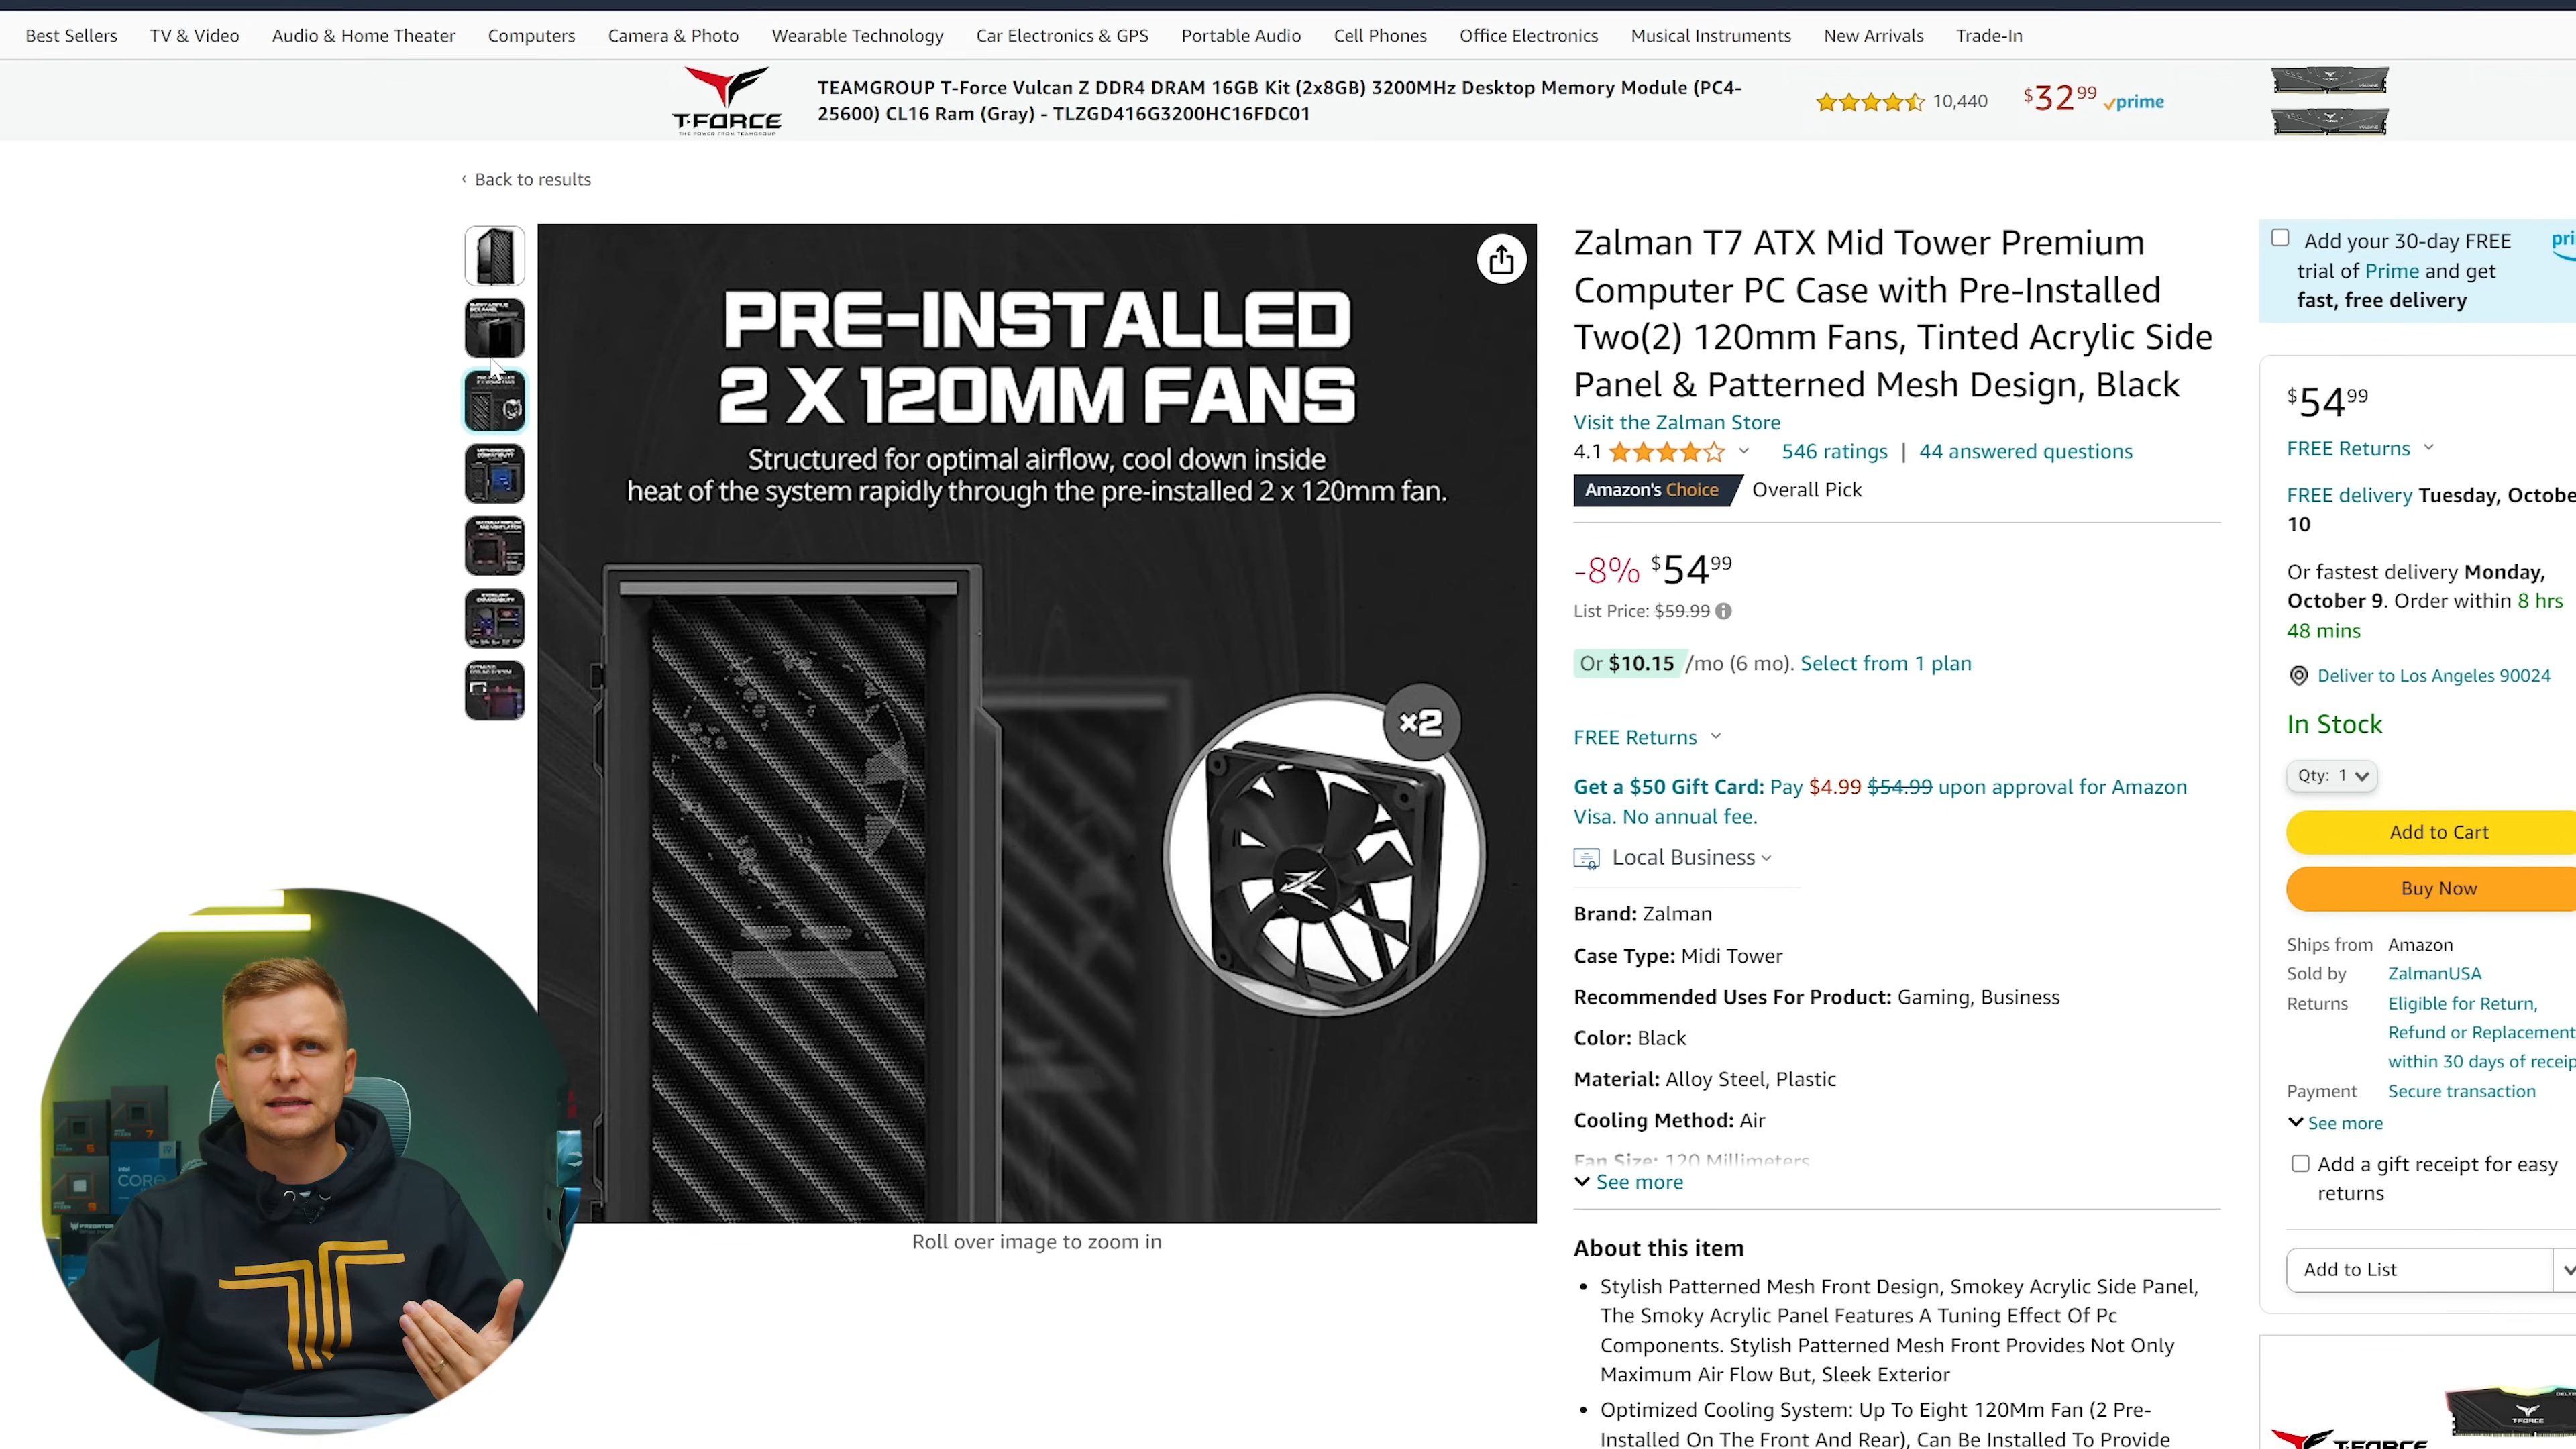 Best Sellers TV & Video Audio & Home Theater Computers Camera & Photo Wearable Technology Car Electronics & GPS Portable Audio Cell Phones Office Electronics Musical Instruments New Arrivals Trade-In
T-FORCE
TEAMGROUP T-Force Vulcan Z DDR4 DRAM 16GB Kit (2x8GB) 3200MHz Desktop Memory Module (PC4-
25600) CL16 Ram (Gray) - TLZGD416G3200HC16FDC01
10,440
$32 99 prime
‹ Back to results
PRE-INSTALLED
2 X 120MM FANS
Structured for optimal airflow, cool down inside
heat of the system rapidly through the pre-installed 2 x 120mm fan.
x2
Roll over image to zoom in
Zalman T7 ATX Mid Tower Premium
Computer PC Case with Pre-Installed
Two(2) 120mm Fans, Tinted Acrylic Side
Panel & Patterned Mesh Design, Black
Visit the Zalman Store
4.1 546 ratings | 44 answered questions
Amazon's Choice Overall Pick
-8% $54 99
List Price: $59.99
Or $10.15 /mo (6 mo). Select from 1 plan
FREE Returns
Get a $50 Gift Card: Pay $4.99 $54.99 upon approval for Amazon
Visa. No annual fee.
Local Business
Brand: Zalman
Case Type: Midi Tower
Recommended Uses For Product: Gaming, Business
Color: Black
Material: Alloy Steel, Plastic
Cooling Method: Air
Fan Size: 120 Millimeters
See more
About this item
• Stylish Patterned Mesh Front Design, Smokey Acrylic Side Panel,
The Smoky Acrylic Panel Features A Tuning Effect Of Pc
Components. Stylish Patterned Mesh Front Provides Not Only
Maximum Air Flow But, Sleek Exterior
• Optimized Cooling System: Up To Eight 120Mm Fan (2 Pre-
Installed On The Front And Rear), Can Be Installed To Provide
Add your 30-day FREE
trial of Prime and get
fast, free delivery
pri
$54 99
FREE Returns
FREE delivery Tuesday, Octobe
10
Or fastest delivery Monday,
October 9. Order within 8 hrs
48 mins
Deliver to Los Angeles 90024
In Stock
Qty: 1
Add to Cart
Buy Now
Ships from Amazon
Sold by ZalmanUSA
Returns Eligible for Return,
Refund or Replacement
within 30 days of receip
Payment Secure transaction
See more
Add a gift receipt for easy
returns
Add to List
T-FORCE
T-FORCE
intel
CORE
PREDATOR